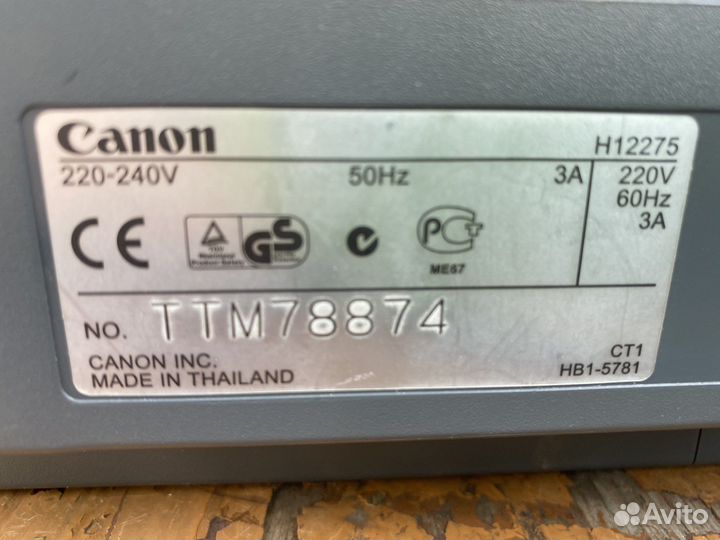 Canon
H12275
220-240V 50Hz 3A
220V
60Hz
3A
CE
GS
PCT
ME67
NO. TTM78874
CANON INC.
MADE IN THAILAND
CT1
HB1-5781
Avito